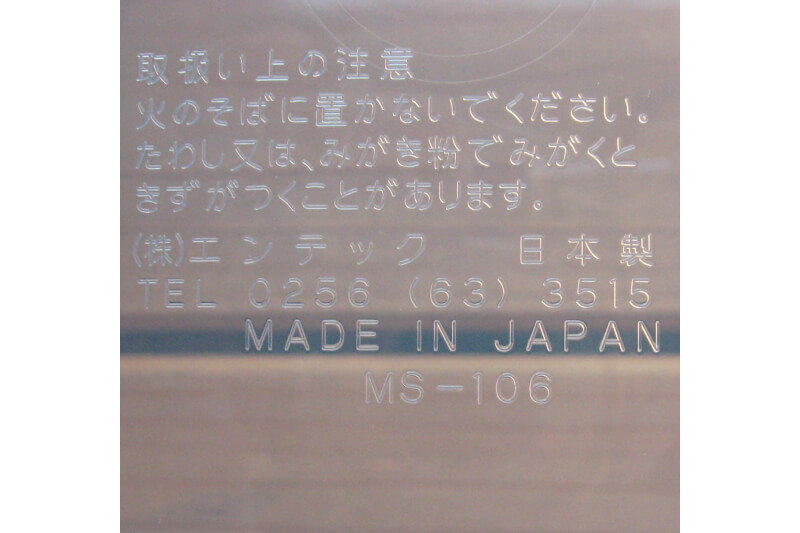 取扱い上の注意
火のそばに置かないでください。
たわし又は、みがき粉でみがくと
きずがつくことがあります。
(株)エンテック 日本製
TEL 0256 (63) 3515
MADE IN JAPAN
MS-106